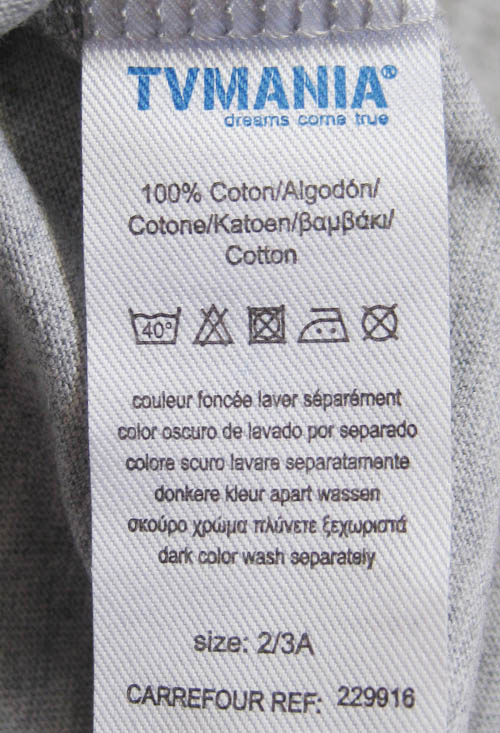 TVMANIA®
dreams come true
100% Coton/Algodón/
Cotone/Katoen/βαμβάκι/
Cotton
40°
couleur foncée laver séparément
color oscuro de lavado por separado
colore scuro lavare separatamente
donkere kleur apart wassen
σκούρο χρώμα πλύνετε ξεχωριστά
dark color wash separately
size: 2/3A
CARREFOUR REF: 229916